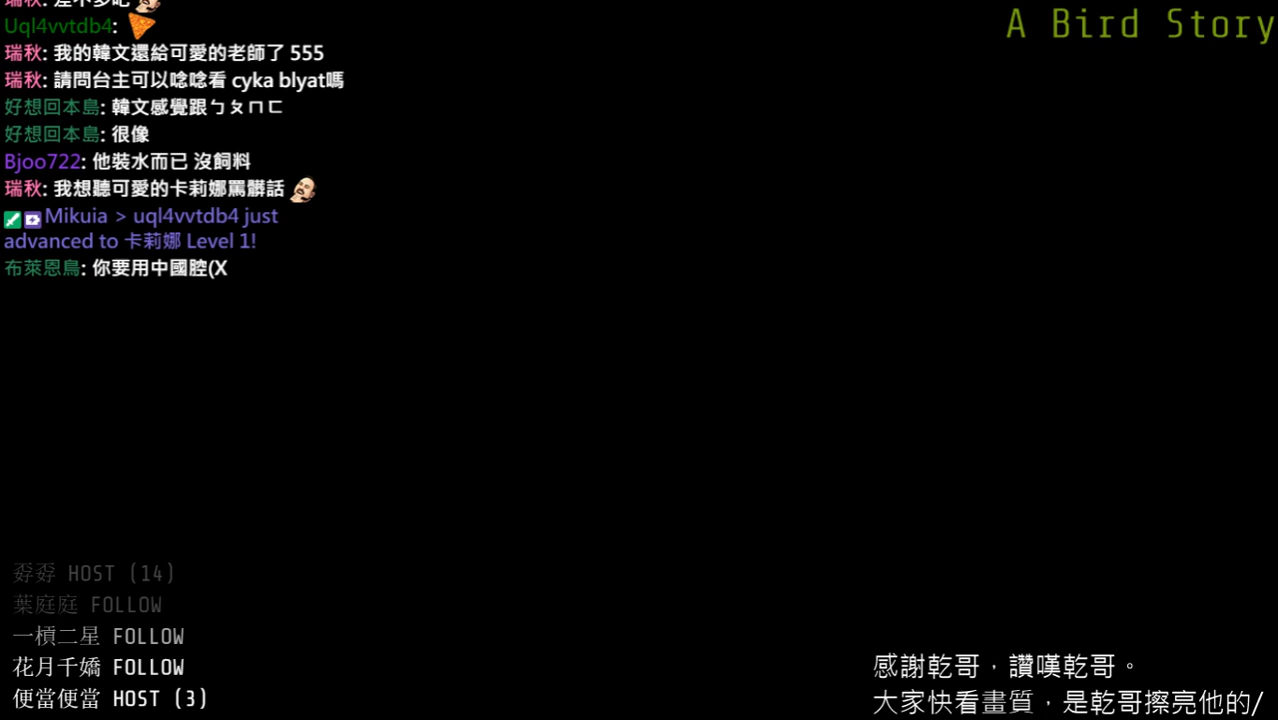 瑞秋: 差不多吧
Uql4vvtdb4:
瑞秋: 我的韓文還給可愛的老師了 555
瑞秋: 請問台主可以唸唸看 cyka blyat嗎
好想回本島: 韓文感覺跟ㄅㄆㄇㄈ
好想回本島: 很像
Bjoo722: 他裝水而已 沒飼料
瑞秋: 我想聽可愛的卡莉娜罵髒話
Mikuia > uql4vvtdb4 just
advanced to 卡莉娜 Level 1!
布萊恩鳥: 你要用中國腔(X
A Bird Story
孬孬 HOST (14)
葉庭庭 FOLLOW
一槓二星 FOLLOW
花月千嬌 FOLLOW
便當便當 HOST (3)
感謝乾哥，讚嘆乾哥。
大家快看畫質，是乾哥擦亮他的/